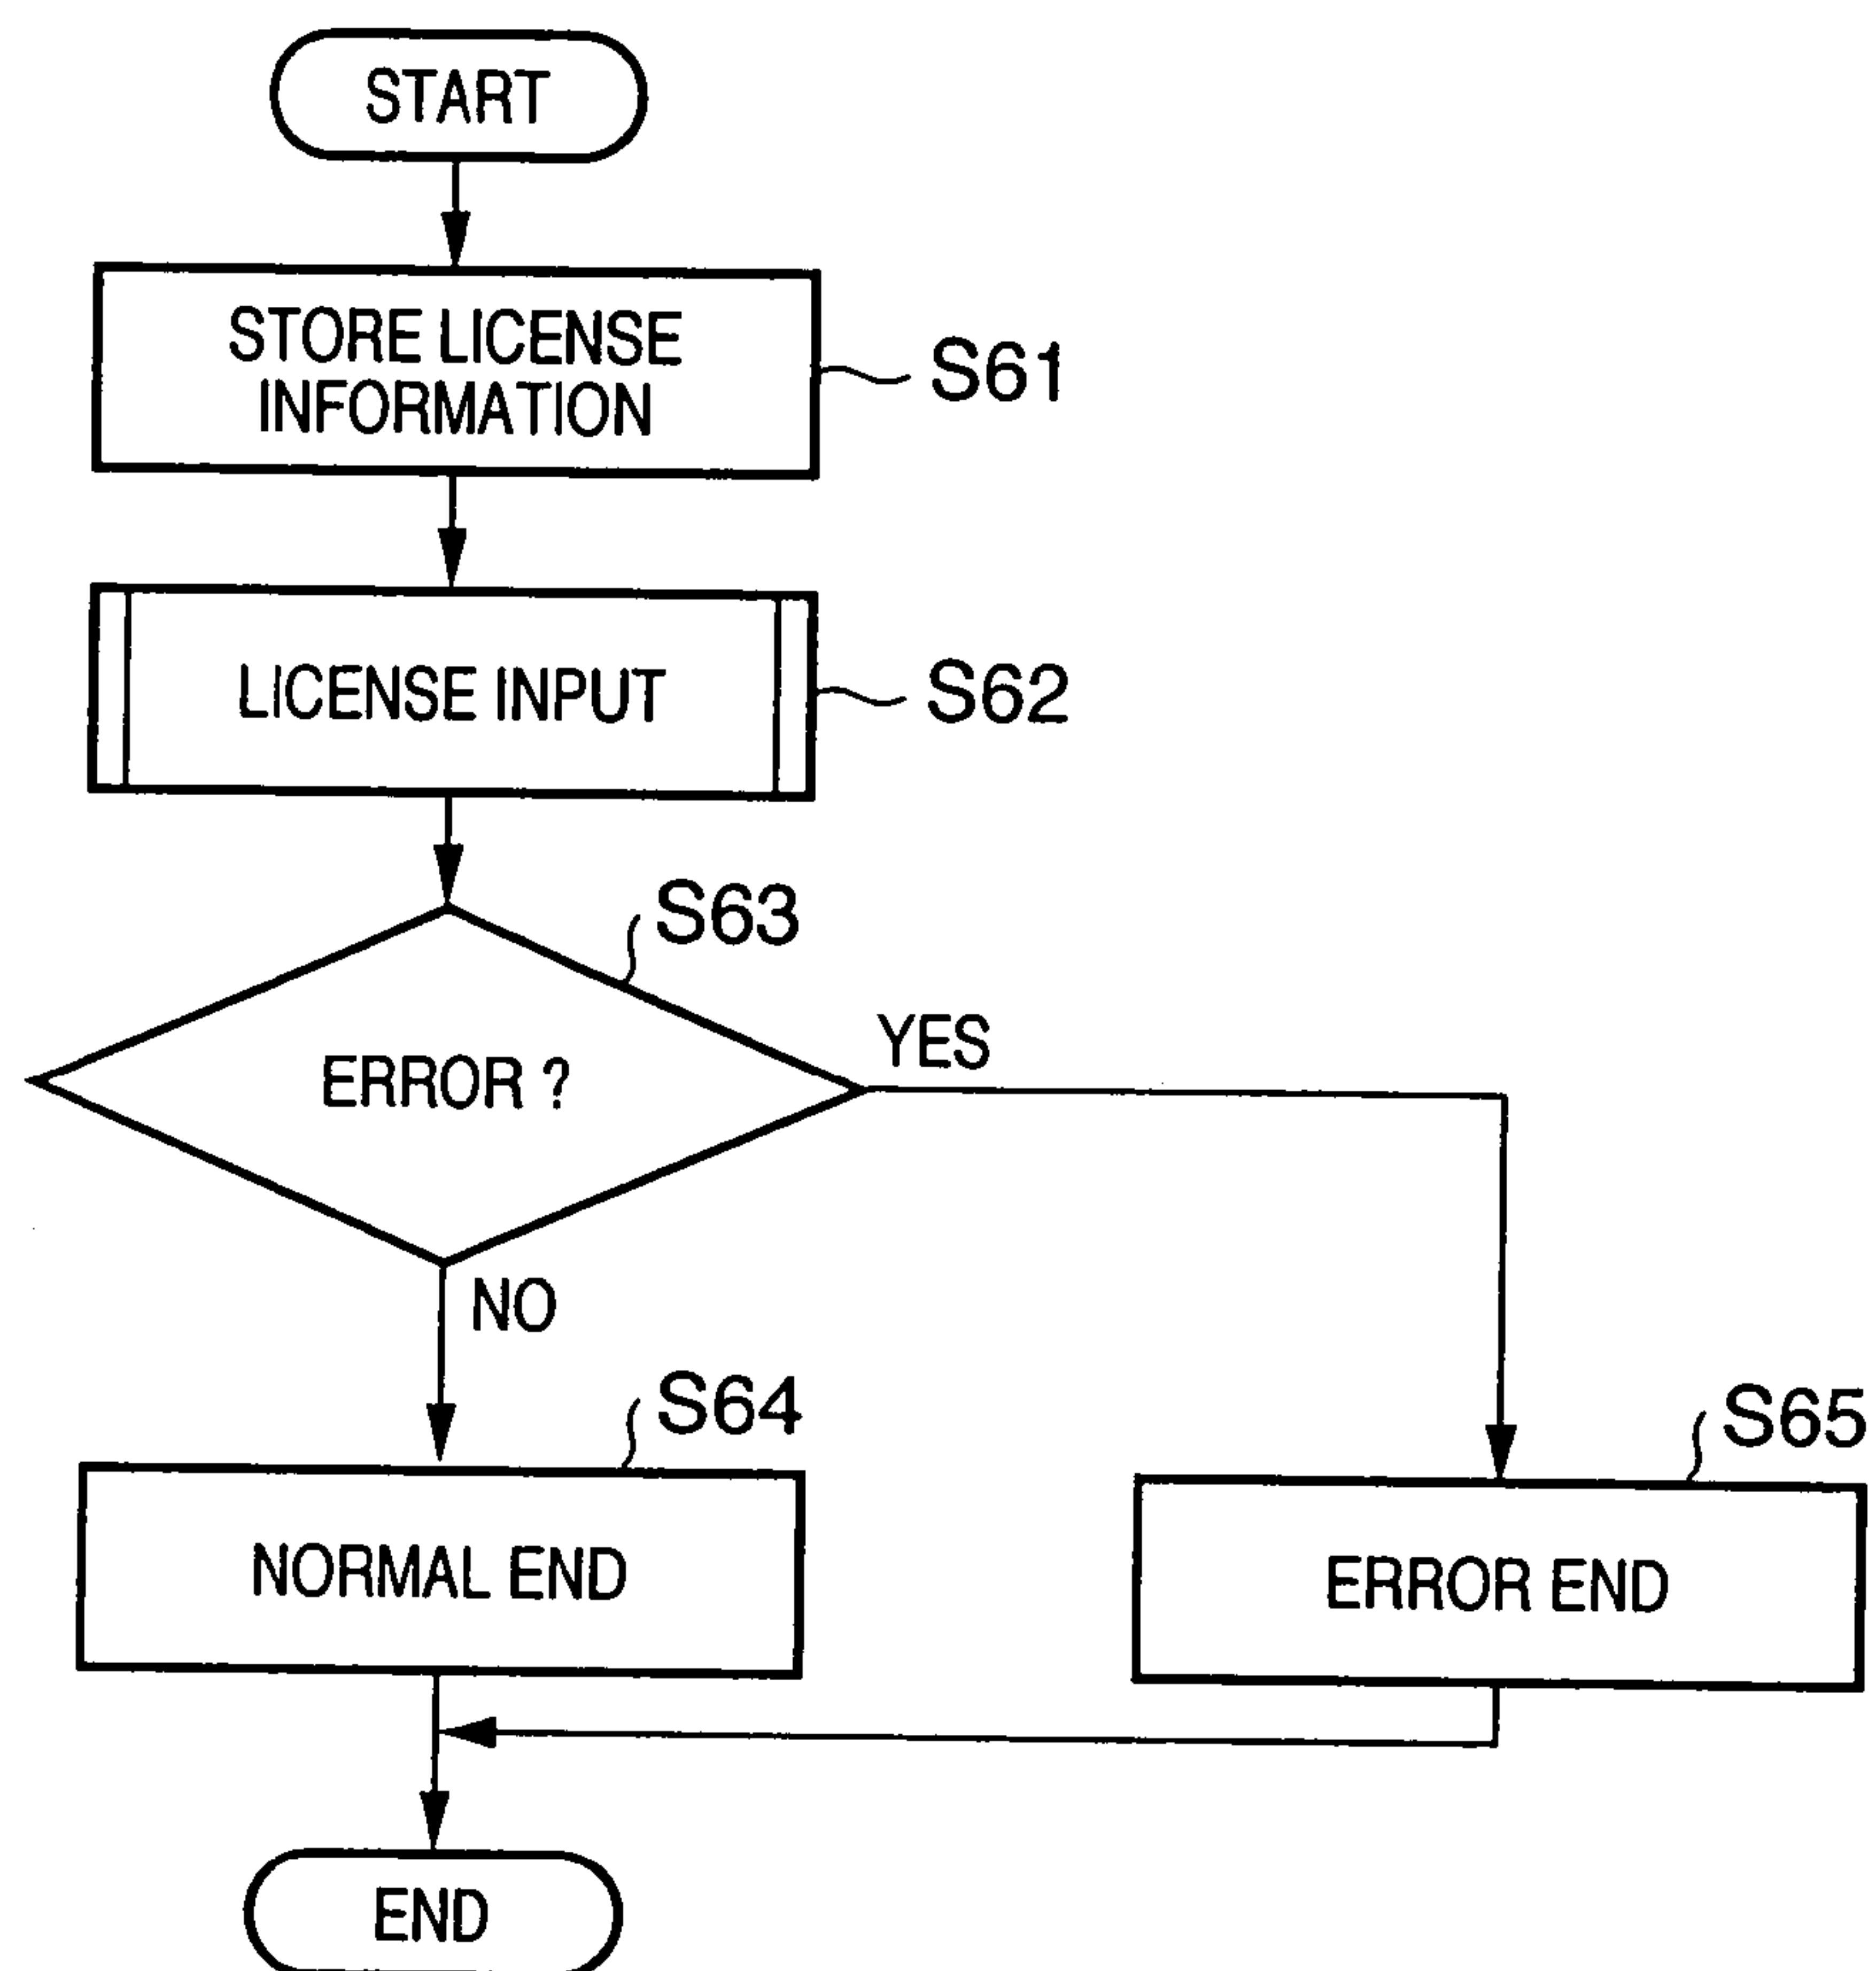 START
STORE LICENSE
INFORMATION
S61
LICENSE INPUT
S62
S63
ERROR ?
YES
NO
S64
S65
NORMAL END
ERROR END
END